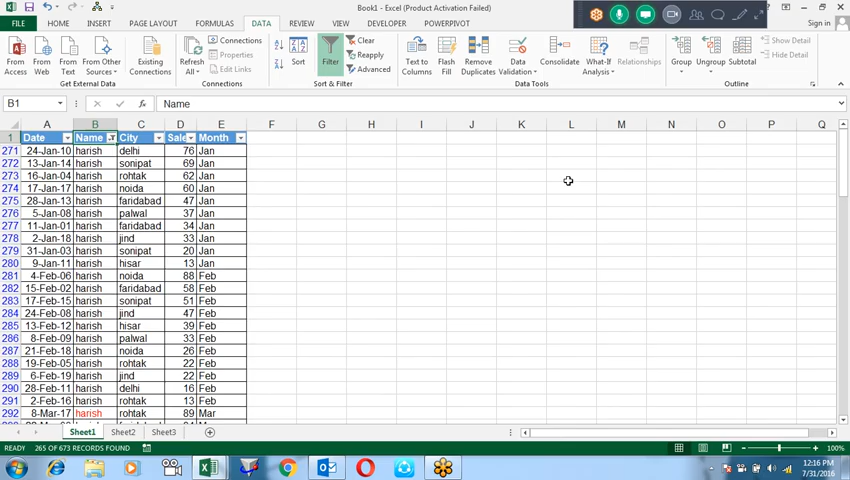 Book1 - Excel (Product Activation Failed)
Sign in
FILE HOME INSERT PAGE LAYOUT FORMULAS DATA REVIEW VIEW DEVELOPER POWERPIVOT
From Access From Web From Text From Other Sources Existing Connections Refresh All Connections Properties Edit Links Sort Filter Clear Reapply Advanced Text to Columns Flash Fill Remove Duplicates Data Validation Consolidate What-If Analysis Relationships Group Ungroup Subtotal Show Detail Hide Detail
Get External Data Connections Sort & Filter Data Tools Outline
B1 Name
A B C D E F G H I J K L M N O P Q
1 Date Name City Sale Month
271 24-Jan-10 harish delhi 76 Jan
272 13-Jan-14 harish sonipat 69 Jan
273 16-Jan-04 harish rohtak 62 Jan
274 17-Jan-17 harish noida 60 Jan
275 28-Jan-13 harish faridabad 47 Jan
276 5-Jan-08 harish palwal 37 Jan
277 11-Jan-01 harish faridabad 34 Jan
278 2-Jan-18 harish jind 33 Jan
279 31-Jan-03 harish sonipat 20 Jan
280 9-Jan-11 harish hisar 13 Jan
281 4-Feb-06 harish noida 88 Feb
282 15-Feb-02 harish faridabad 58 Feb
283 17-Feb-15 harish sonipat 51 Feb
284 24-Feb-08 harish jind 47 Feb
285 13-Feb-12 harish hisar 39 Feb
286 8-Feb-09 harish palwal 33 Feb
287 21-Feb-18 harish noida 26 Feb
288 19-Feb-05 harish rohtak 22 Feb
289 6-Feb-19 harish jind 22 Feb
290 28-Feb-11 harish delhi 16 Feb
291 2-Feb-16 harish rohtak 13 Feb
292 8-Mar-17 harish rohtak 89 Mar
Sheet1 Sheet2 Sheet3
READY 265 OF 673 RECORDS FOUND 100%
12:16 PM
7/31/2016